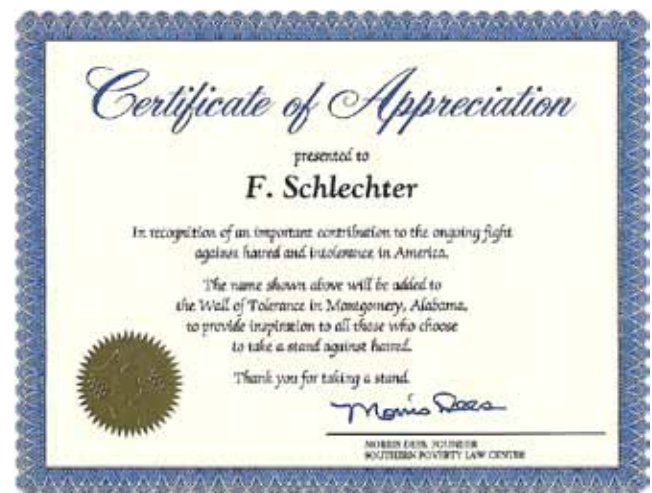 Certificate of Appreciation
presented to
F. Schlechter
In recognition of an important contribution to the ongoing fight
against hatred and intolerance in America.
The name shown above will be added to
the Wall of Tolerance in Montgomery, Alabama,
to provide inspiration to all those who choose
to take a stand against hatred.
Thank you for taking a stand.
Morris Dees
MORRIS DEES, FOUNDER
SOUTHERN POVERTY LAW CENTER